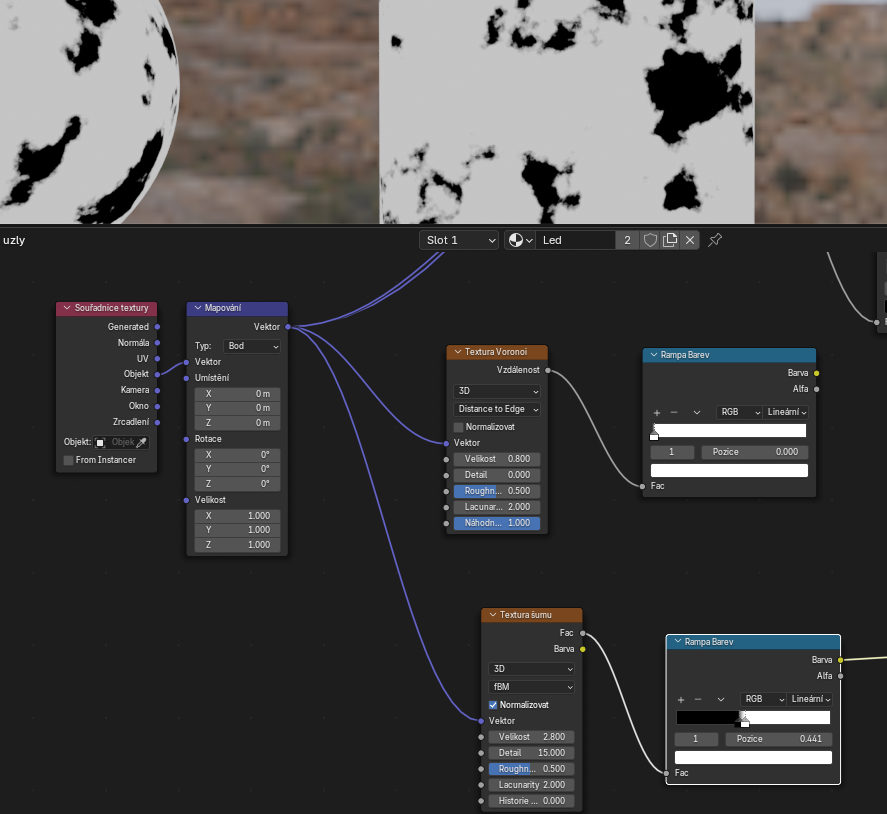 uzly
Slot 1
Led
2
Souřadnice textury
Generated
Normála
UV
Objekt
Kamera
Okno
Zrcadlení
Objekt:
Objek
From Instancer
Mapování
Vektor
Typ:
Bod
Vektor
Umístění
X 0 m
Y 0 m
Z 0 m
Rotace
X 0°
Y 0°
Z 0°
Velikost
X 1.000
Y 1.000
Z 1.000
Textura Voronoi
Vzdálenost
3D
Distance to Edge
Normalizovat
Vektor
Velikost 0.800
Detail 0.000
Roughn... 0.500
Lacunar... 2.000
Náhodn... 1.000
Rampa Barev
Barva
Alfa
+ − RGB Lineární
1 Pozice 0.000
Fac
Textura šumu
Fac
Barva
3D
fBM
Normalizovat
Vektor
Velikost 2.800
Detail 15.000
Roughn... 0.500
Lacunarity 2.000
Historie ... 0.000
Rampa Barev
Barva
Alfa
+ − RGB Lineární
1 Pozice 0.441
Fac